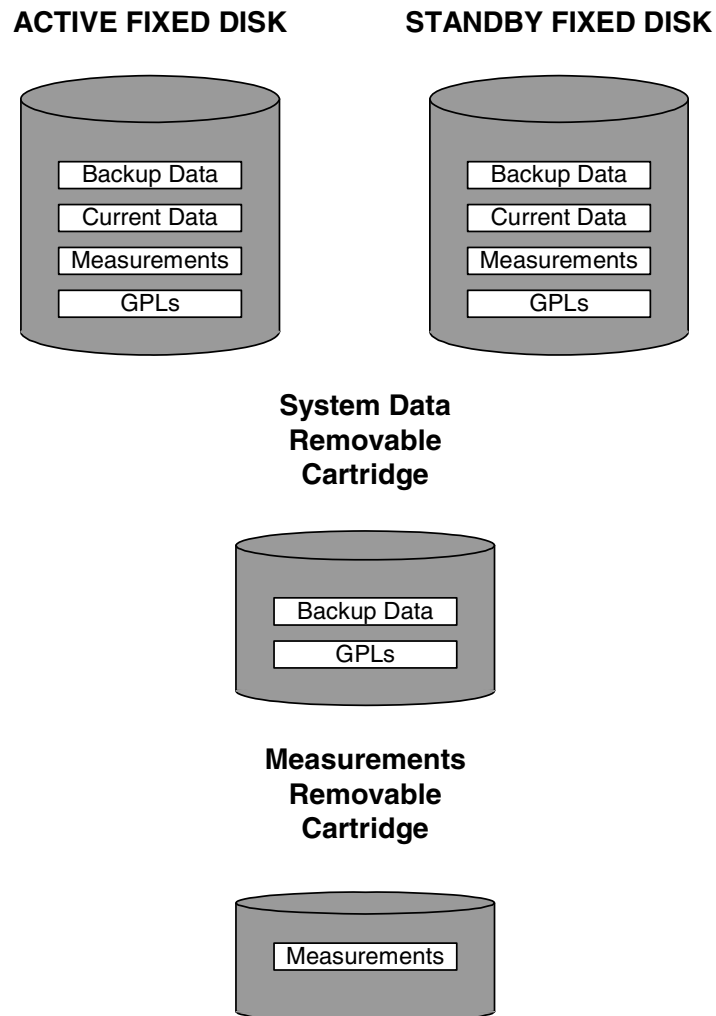 ACTIVE FIXED DISK
STANDBY FIXED DISK
Backup Data
Current Data
Measurements
GPLs
Backup Data
Current Data
Measurements
GPLs
System Data
Removable
Cartridge
Backup Data
GPLs
Measurements
Removable
Cartridge
Measurements